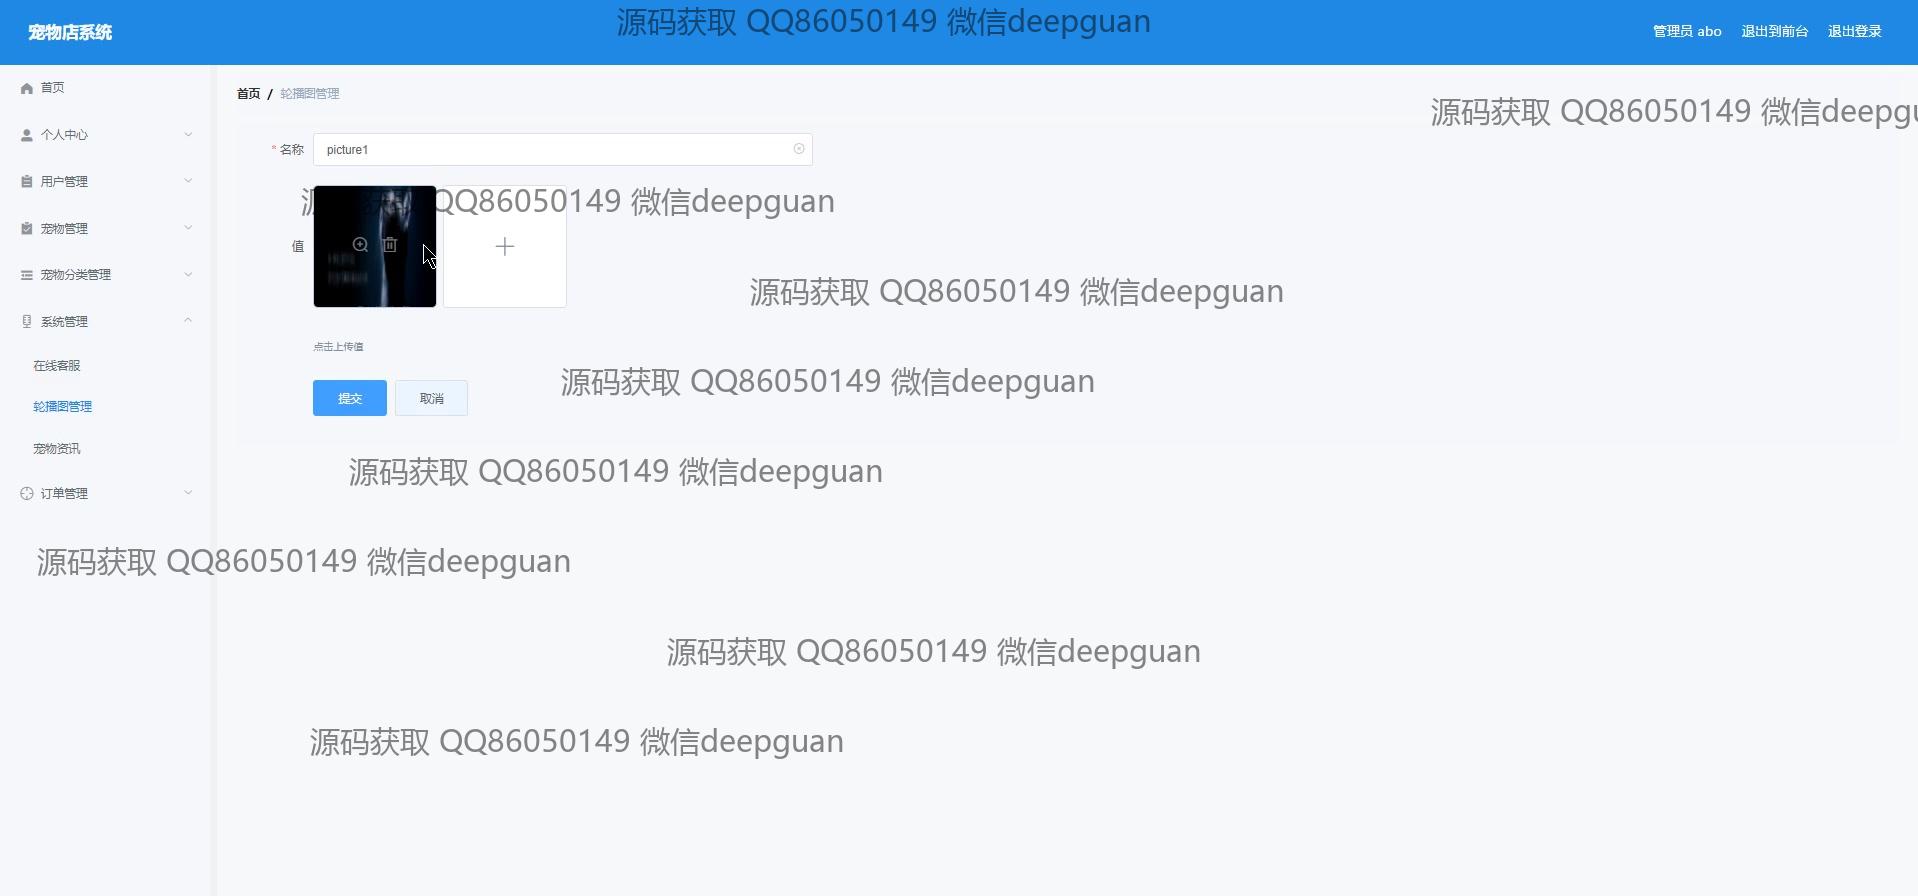 宠物店系统
源码获取 QQ86050149 微信deepguan
管理员 abo 退出到前台 退出登录
首页
个人中心
用户管理
宠物管理
宠物分类管理
系统管理
在线客服
轮播图管理
宠物资讯
订单管理
首页 / 轮播图管理
源码获取 QQ86050149 微信deepgu
* 名称 picture1
源码获取 QQ86050149 微信deepguan
值
源码获取 QQ86050149 微信deepguan
点击上传值
提交 取消
源码获取 QQ86050149 微信deepguan
源码获取 QQ86050149 微信deepguan
源码获取 QQ86050149 微信deepguan
源码获取 QQ86050149 微信deepguan
源码获取 QQ86050149 微信deepguan